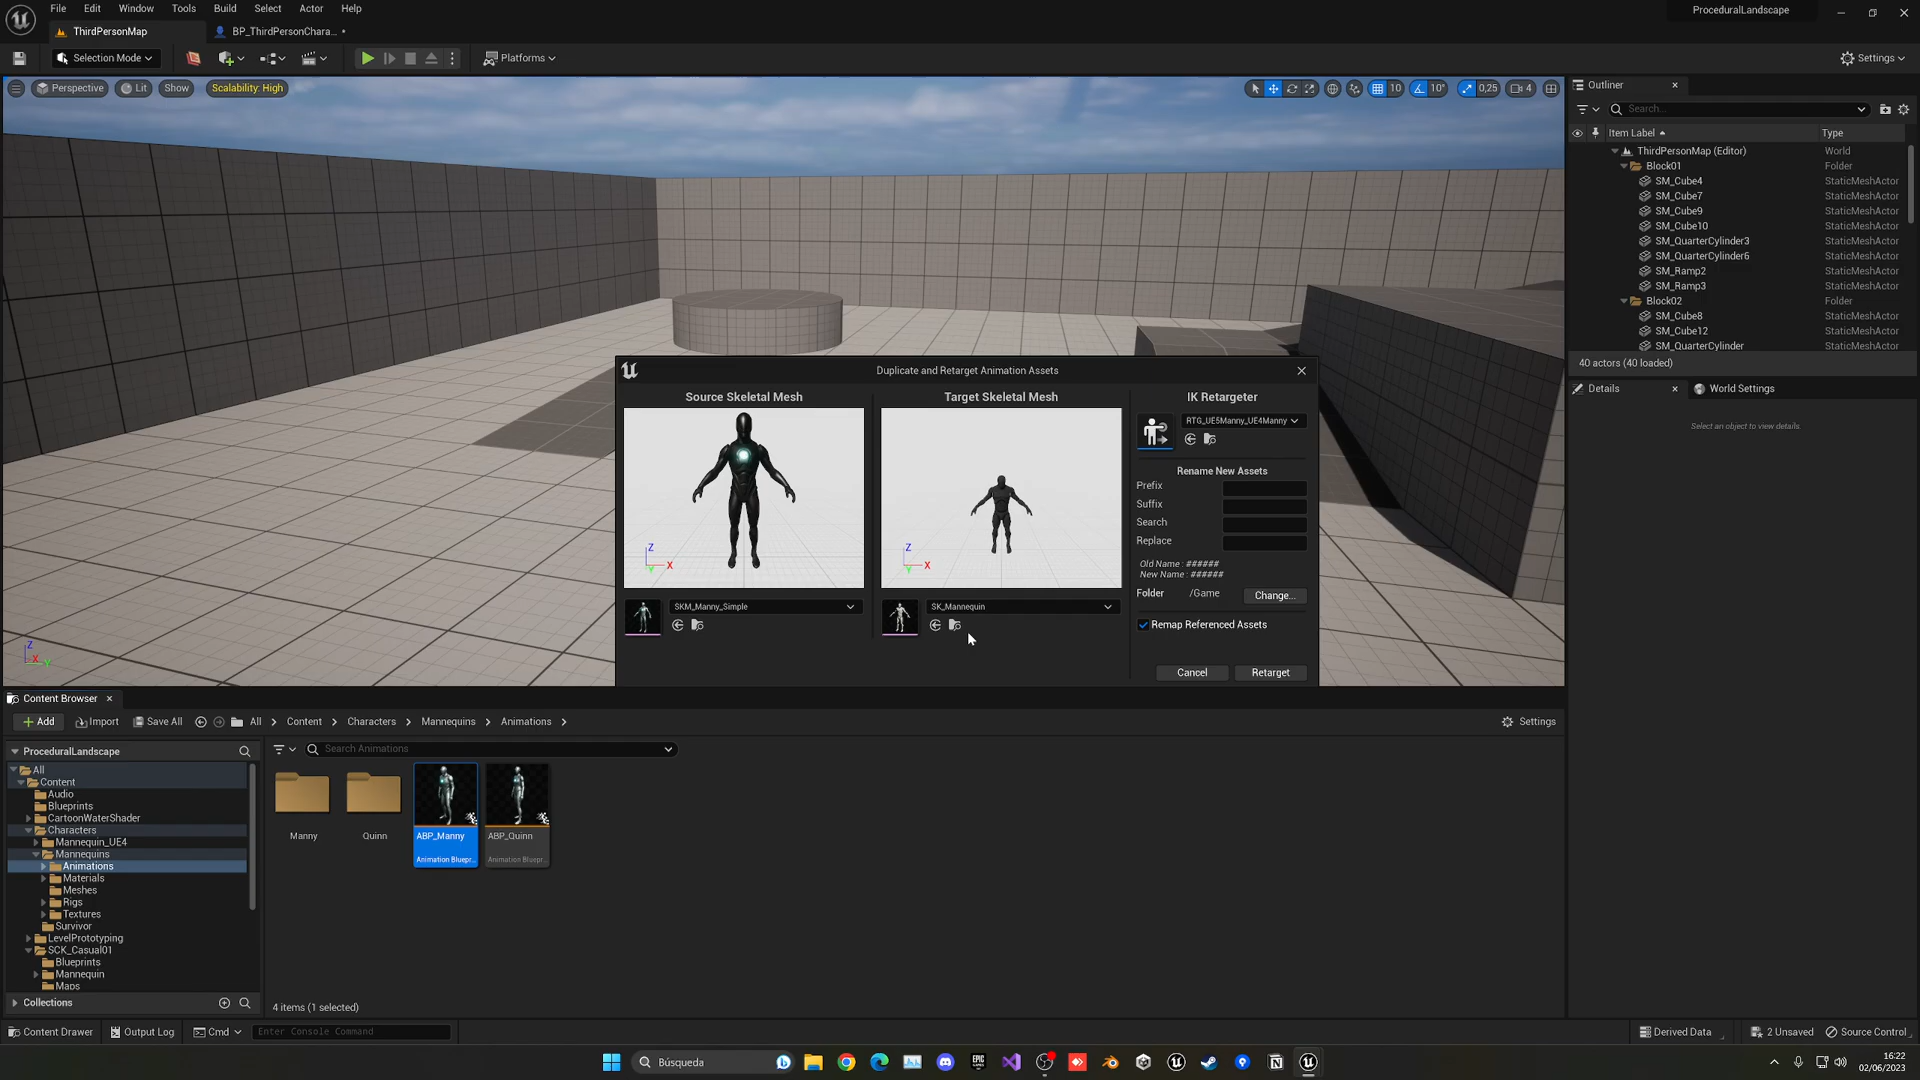 File Edit Window Tools Build Select Actor Help
ProceduralLandscape
ThirdPersonMap
BP_ThirdPersonChara... •
Selection Mode
Platforms
Settings
Perspective
Lit
Show
Scalability: High
10
10°
0,25
4
Outliner
Search...
Item Label
Type
ThirdPersonMap (Editor) World
Block01 Folder
SM_Cube4 StaticMeshActor
SM_Cube7 StaticMeshActor
SM_Cube9 StaticMeshActor
SM_Cube10 StaticMeshActor
SM_QuarterCylinder3 StaticMeshActor
SM_QuarterCylinder6 StaticMeshActor
SM_Ramp2 StaticMeshActor
SM_Ramp3 StaticMeshActor
Block02 Folder
SM_Cube8 StaticMeshActor
SM_Cube12 StaticMeshActor
SM_QuarterCylinder StaticMeshActor
40 actors (40 loaded)
Details
World Settings
Select an object to view details.
Duplicate and Retarget Animation Assets
Source Skeletal Mesh
Target Skeletal Mesh
IK Retargeter
RTG_UE5Manny_UE4Manny
Rename New Assets
Prefix
Suffix
Search
Replace
Old Name : ######
New Name : ######
Folder /Game Change...
Remap Referenced Assets
Cancel
Retarget
Z
X
Y
Z
X
Y
SKM_Manny_Simple
SK_Mannequin
Z
X
Y
Content Browser
Add
Import
Save All
All > Content > Characters > Mannequins > Animations >
Settings
ProceduralLandscape
Search Animations
All
Content
Audio
Blueprints
CartoonWaterShader
Characters
Mannequin_UE4
Mannequins
Animations
Materials
Meshes
Rigs
Textures
Survivor
LevelPrototyping
SCK_Casual01
Blueprints
Mannequin
Maps
Collections
Manny
Quinn
ABP_Manny
Animation Bluepr...
ABP_Quinn
Animation Bluepr...
4 items (1 selected)
Content Drawer
Output Log
Cmd
Enter Console Command
Derived Data
2 Unsaved
Source Control
Búsqueda
EPIC
16:22
02/06/2023